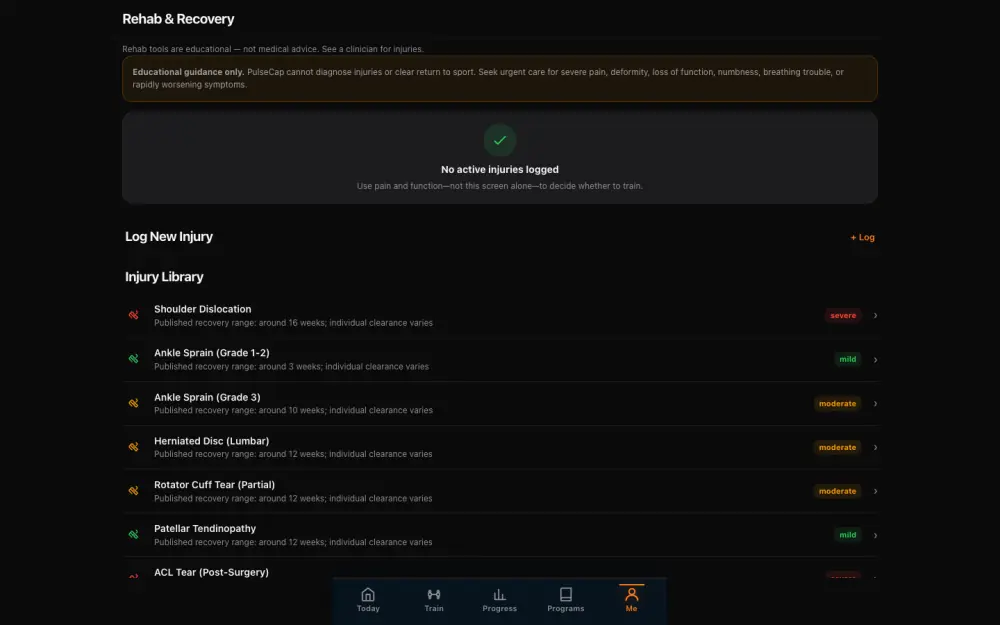 Rehab & Recovery
Rehab tools are educational — not medical advice. See a clinician for injuries.
Educational guidance only. PulseCap cannot diagnose injuries or clear return to sport. Seek urgent care for severe pain, deformity, loss of function, numbness, breathing trouble, or
rapidly worsening symptoms.
No active injuries logged
Use pain and function—not this screen alone—to decide whether to train.
Log New Injury
+ Log
Injury Library
Shoulder Dislocation
Published recovery range: around 16 weeks; individual clearance varies
severe
Ankle Sprain (Grade 1-2)
Published recovery range: around 3 weeks; individual clearance varies
mild
Ankle Sprain (Grade 3)
Published recovery range: around 10 weeks; individual clearance varies
moderate
Herniated Disc (Lumbar)
Published recovery range: around 12 weeks; individual clearance varies
moderate
Rotator Cuff Tear (Partial)
Published recovery range: around 12 weeks; individual clearance varies
moderate
Patellar Tendinopathy
Published recovery range: around 12 weeks; individual clearance varies
mild
ACL Tear (Post-Surgery)
Today
Train
Progress
Programs
Me